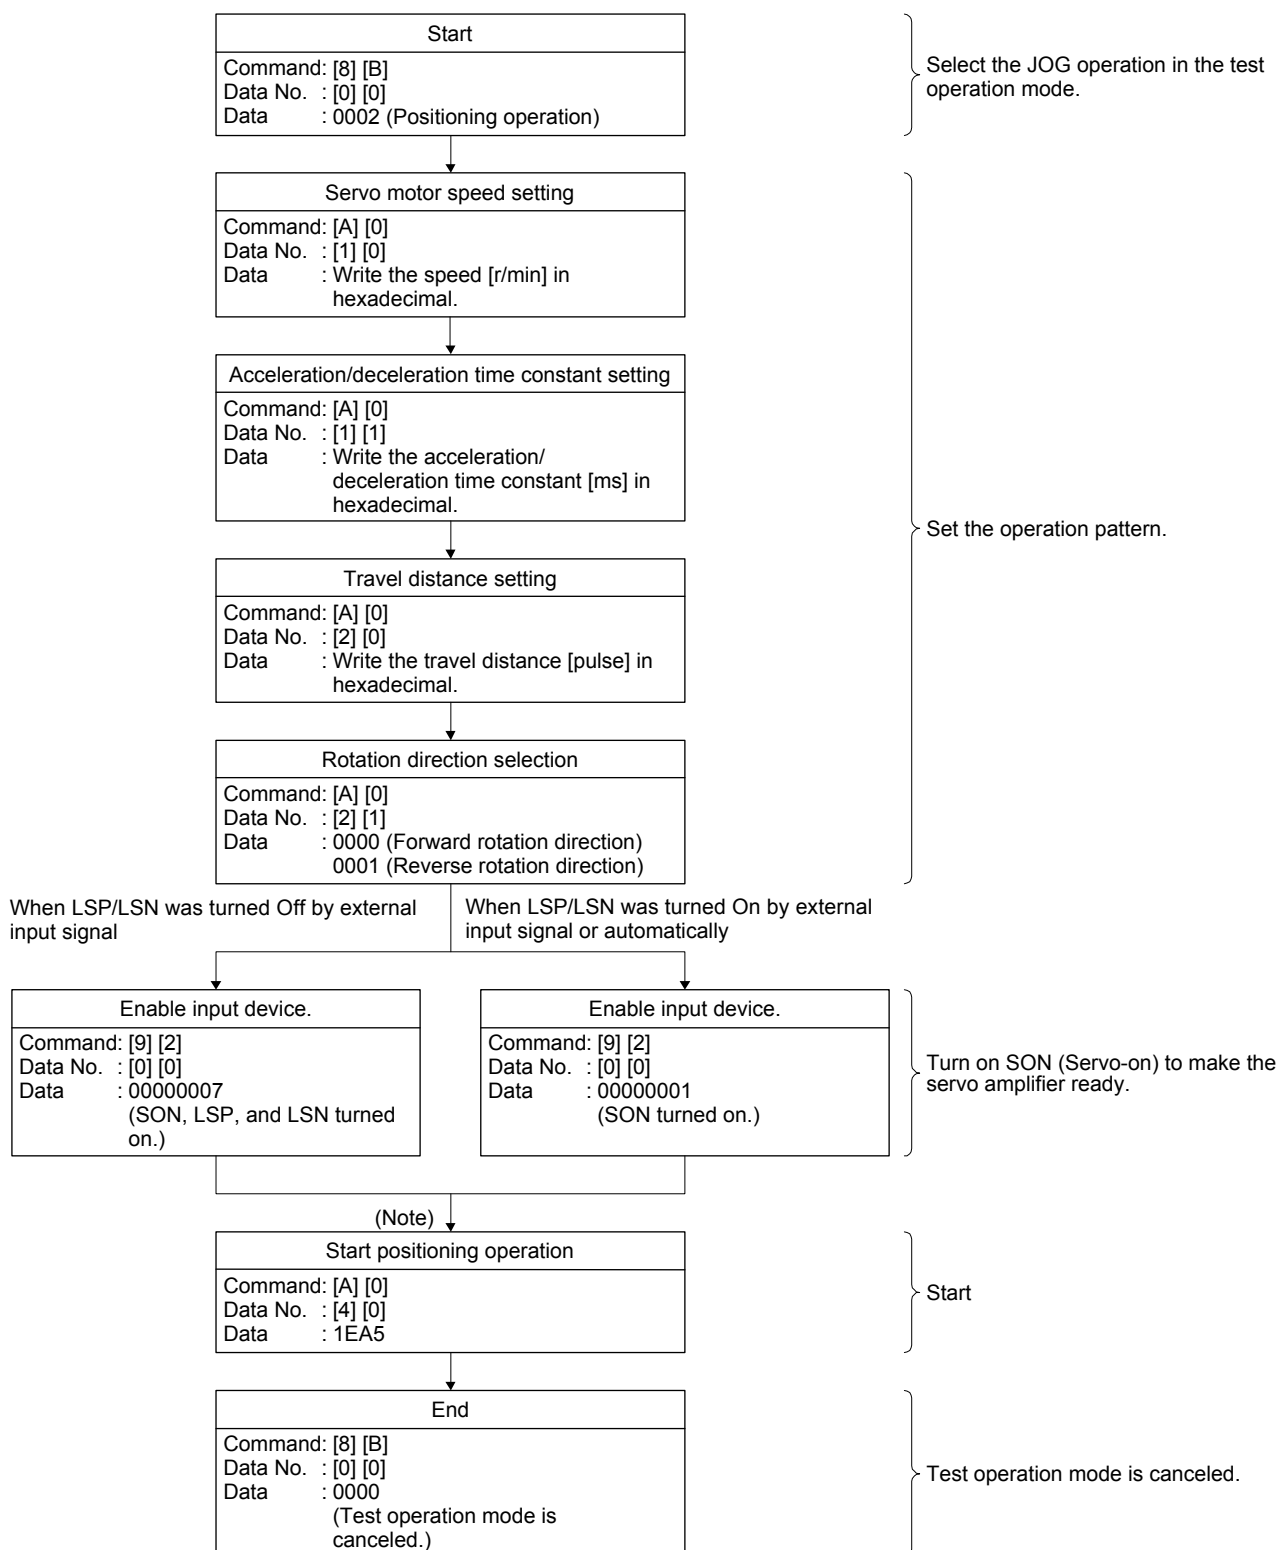 Start
Command: [8] [B]
Data No. : [0] [0]
Data : 0002 (Positioning operation)
Select the JOG operation in the test
operation mode.
Servo motor speed setting
Command: [A] [0]
Data No. : [1] [0]
Data : Write the speed [r/min] in
hexadecimal.
Acceleration/deceleration time constant setting
Command: [A] [0]
Data No. : [1] [1]
Data : Write the acceleration/
deceleration time constant [ms] in
hexadecimal.
Travel distance setting
Command: [A] [0]
Data No. : [2] [0]
Data : Write the travel distance [pulse] in
hexadecimal.
Rotation direction selection
Command: [A] [0]
Data No. : [2] [1]
Data : 0000 (Forward rotation direction)
0001 (Reverse rotation direction)
Set the operation pattern.
When LSP/LSN was turned Off by external
input signal
When LSP/LSN was turned On by external
input signal or automatically
Enable input device.
Command: [9] [2]
Data No. : [0] [0]
Data : 00000007
(SON, LSP, and LSN turned
on.)
Enable input device.
Command: [9] [2]
Data No. : [0] [0]
Data : 00000001
(SON turned on.)
Turn on SON (Servo-on) to make the
servo amplifier ready.
(Note)
Start positioning operation
Command: [A] [0]
Data No. : [4] [0]
Data : 1EA5
Start
End
Command: [8] [B]
Data No. : [0] [0]
Data : 0000
(Test operation mode is
canceled.)
Test operation mode is canceled.